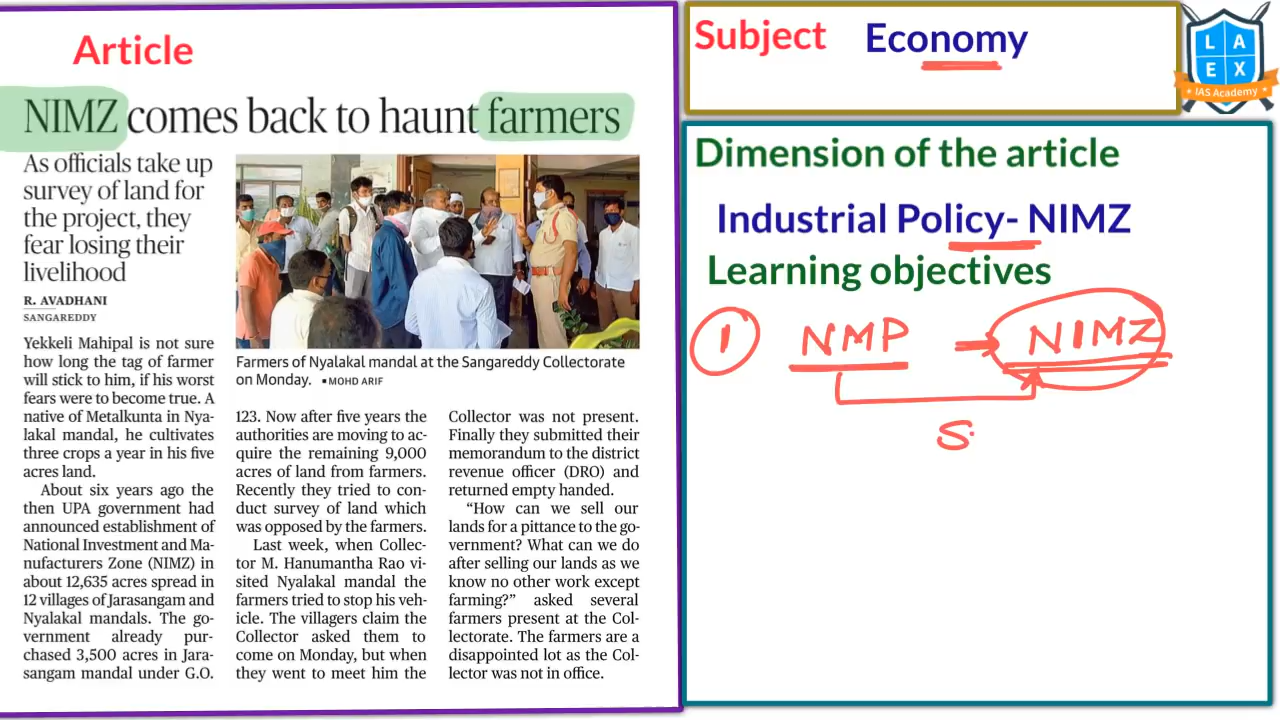 Article
NIMZ comes back to haunt farmers
As officials take up
survey of land for
the project, they
fear losing their
livelihood
R. AVADHANI
SANGAREDDY
Yekkeli Mahipal is not sure
how long the tag of farmer
will stick to him, if his worst
fears were to become true. A
native of Metalkunta in Nya-
lakal mandal, he cultivates
three crops a year in his five
acres land.
About six years ago the
then UPA government had
announced establishment of
National Investment and Ma-
nufacturers Zone (NIMZ) in
about 12,635 acres spread in
12 villages of Jarasangam and
Nyalakal mandals. The go-
vernment already pur-
chased 3,500 acres in Jara-
sangam mandal under G.O.
Farmers of Nyalakal mandal at the Sangareddy Collectorate
on Monday. ▪MOHD ARIF
123. Now after five years the
authorities are moving to ac-
quire the remaining 9,000
acres of land from farmers.
Recently they tried to con-
duct survey of land which
was opposed by the farmers.
Last week, when Collec-
tor M. Hanumantha Rao vi-
sited Nyalakal mandal the
farmers tried to stop his veh-
icle. The villagers claim the
Collector asked them to
come on Monday, but when
they went to meet him the
Collector was not present.
Finally they submitted their
memorandum to the district
revenue officer (DRO) and
returned empty handed.
“How can we sell our
lands for a pittance to the go-
vernment? What can we do
after selling our lands as we
know no other work except
farming?” asked several
farmers present at the Col-
lectorate. The farmers are a
disappointed lot as the Col-
lector was not in office.
Subject Economy
L A
E X
IAS Academy
Dimension of the article
Industrial Policy- NIMZ
Learning objectives
1 NMP → NIMZ
S